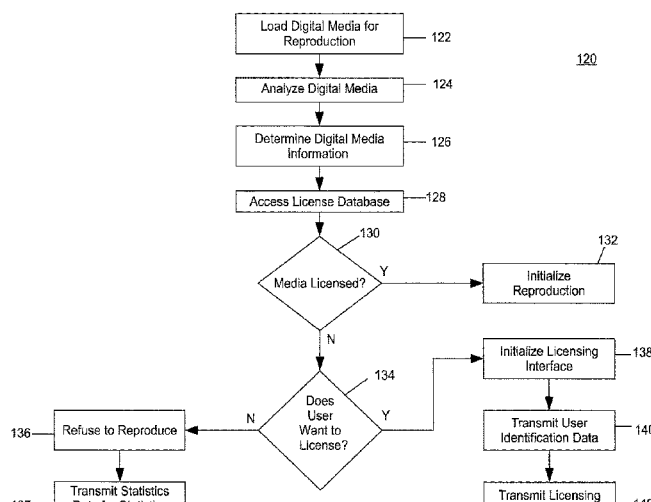 Load Digital Media for
Reproduction
122
120
Analyze Digital Media
124
Determine Digital Media
Information
126
Access License Database
128
130
Media Licensed?
Y
132
Initialize
Reproduction
N
134
Does
User
Want to
License?
N
Y
136
Refuse to Reproduce
Initialize Licensing
Interface
138
Transmit User
Identification Data
140
Transmit Statistics
Transmit Licensing